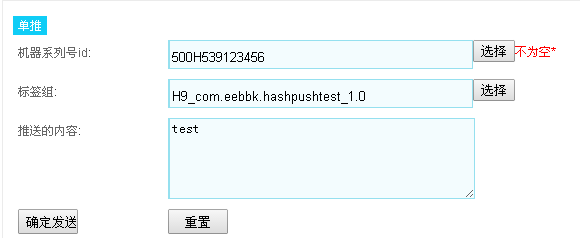 单推
机器系列号id: 500H539123456 选择 不为空*
标签组: H9_com.eebbk.hashpushtest_1.0 选择
推送的内容: test
确定发送 重置